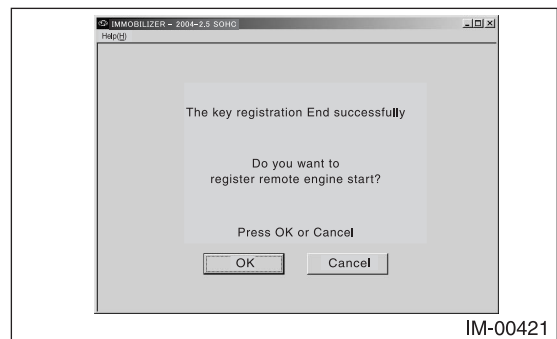 IMMOBILIZER – 2004–2.5 SOHC
Help(H)
The key registration End successfully
Do you want to
register remote engine start?
Press OK or Cancel
OK
Cancel
IM-00421